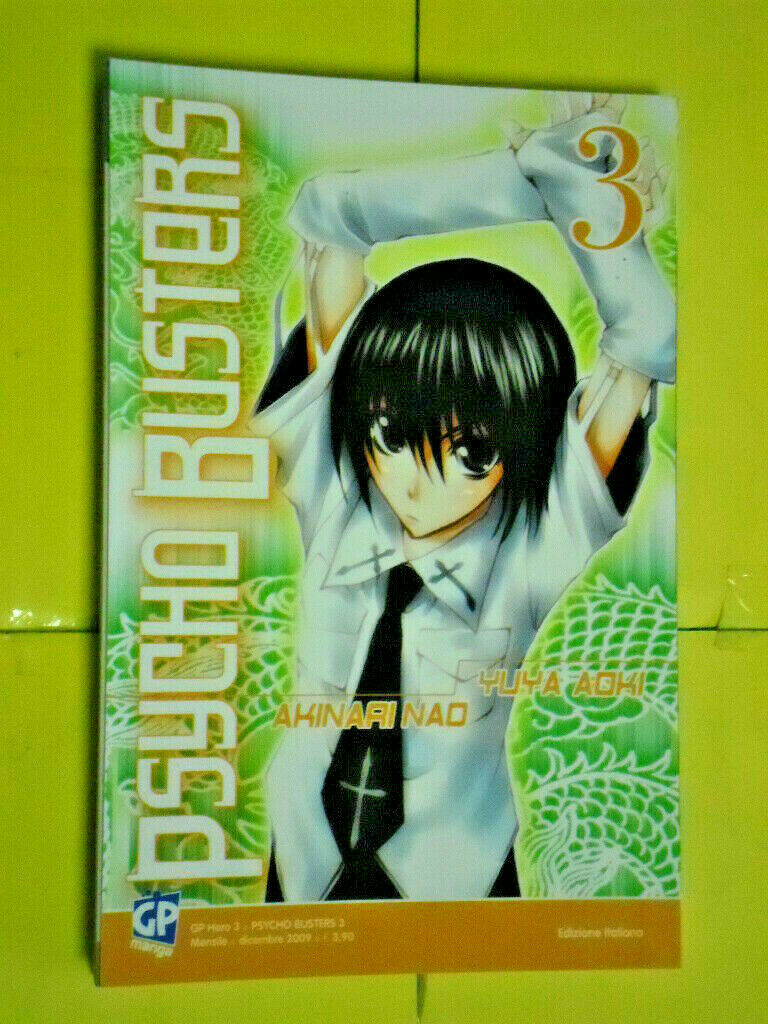 PSYCHO BUSTERS
3
YUYA AOKI
AKINARI NAO
GP
manga
GP Hero 3 - PSYCHO BUSTERS 3
Mensile - dicembre 2009 - € 3,90
Edizione Italiana